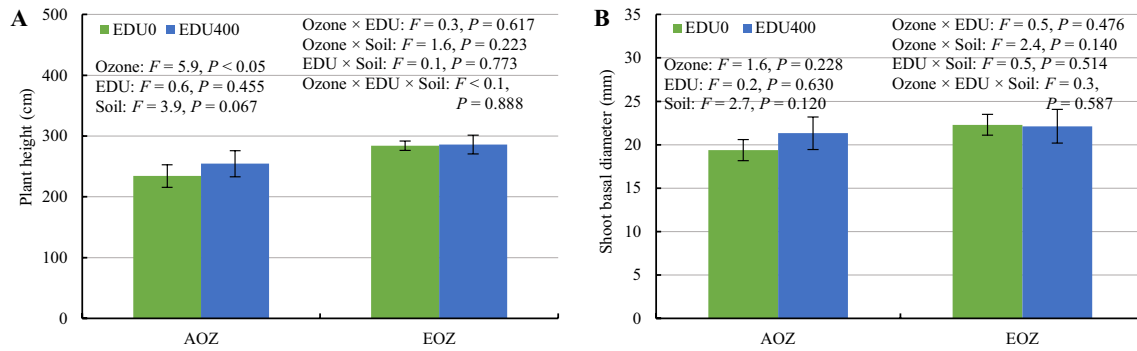 A
Plant height (cm)
500
400
300
200
100
0
EDU0 EDU400
Ozone: F = 5.9, P < 0.05
EDU: F = 0.6, P = 0.455
Soil: F = 3.9, P = 0.067
Ozone × EDU: F = 0.3, P = 0.617
Ozone × Soil: F = 1.6, P = 0.223
EDU × Soil: F = 0.1, P = 0.773
Ozone × EDU × Soil: F < 0.1,
P = 0.888
AOZ
EOZ
B
Shoot basal diameter (mm)
35
30
25
20
15
10
5
0
EDU0 EDU400
Ozone: F = 1.6, P = 0.228
EDU: F = 0.2, P = 0.630
Soil: F = 2.7, P = 0.120
Ozone × EDU: F = 0.5, P = 0.476
Ozone × Soil: F = 2.4, P = 0.140
EDU × Soil: F = 0.5, P = 0.514
Ozone × EDU × Soil: F = 0.3,
P = 0.587
AOZ
EOZ